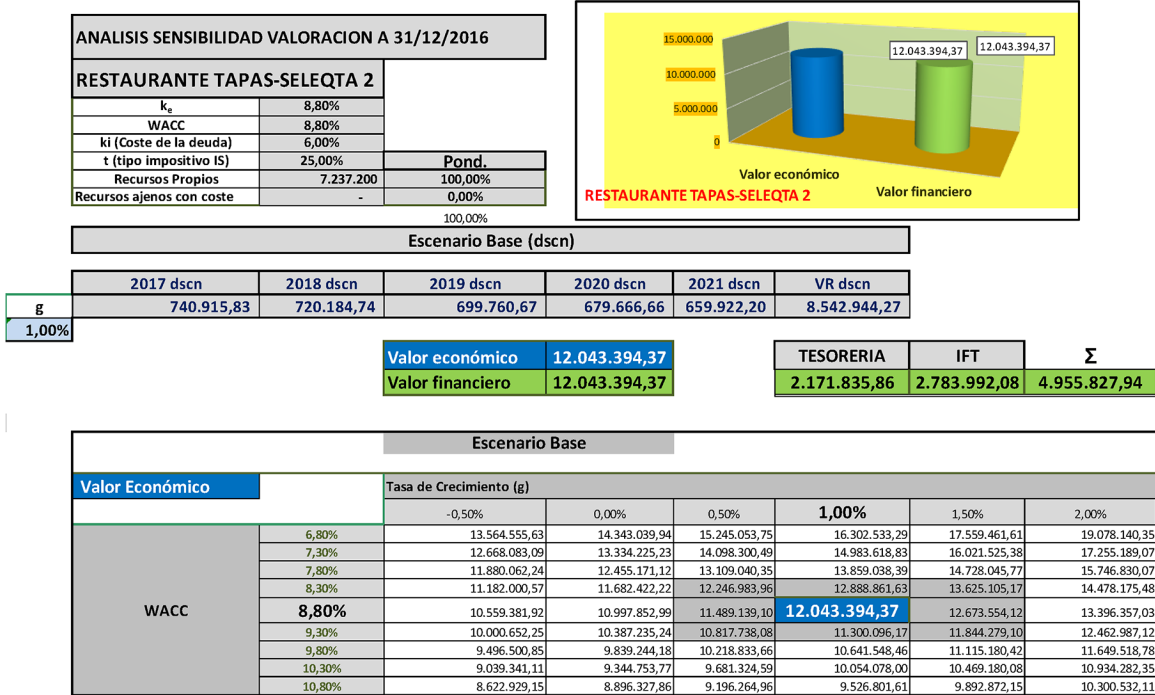 ANALISIS SENSIBILIDAD VALORACION A 31/12/2016
RESTAURANTE TAPAS-SELEQTA 2
ke 8,80%
WACC 8,80%
ki (Coste de la deuda) 6,00%
t (tipo impositivo IS) 25,00% Pond.
Recursos Propios 7.237.200 100,00%
Recursos ajenos con coste - 0,00%
100,00%
15.000.000
10.000.000
5.000.000
0
12.043.394,37
12.043.394,37
Valor económico
Valor financiero
RESTAURANTE TAPAS-SELEQTA 2
Escenario Base (dscn)
2017 dscn 2018 dscn 2019 dscn 2020 dscn 2021 dscn VR dscn
g 740.915,83 720.184,74 699.760,67 679.666,66 659.922,20 8.542.944,27
1,00%
Valor económico 12.043.394,37 TESORERIA IFT Σ
Valor financiero 12.043.394,37 2.171.835,86 2.783.992,08 4.955.827,94
Escenario Base
Valor Económico Tasa de Crecimiento (g)
-0,50% 0,00% 0,50% 1,00% 1,50% 2,00%
6,80% 13.564.555,63 14.343.039,94 15.245.053,75 16.302.533,29 17.559.461,61 19.078.140,35
7,30% 12.668.083,09 13.334.225,23 14.098.300,49 14.983.618,83 16.021.525,38 17.255.189,07
7,80% 11.880.062,24 12.455.171,12 13.109.040,35 13.859.038,39 14.728.045,77 15.746.830,07
8,30% 11.182.000,57 11.682.422,22 12.246.983,96 12.888.861,63 13.625.105,17 14.478.175,48
WACC 8,80% 10.559.381,92 10.997.852,99 11.489.139,10 12.043.394,37 12.673.554,12 13.396.357,03
9,30% 10.000.652,25 10.387.235,24 10.817.738,08 11.300.096,17 11.844.279,10 12.462.987,12
9,80% 9.496.500,85 9.839.244,18 10.218.833,66 10.641.548,46 11.115.180,42 11.649.518,78
10,30% 9.039.341,11 9.344.753,77 9.681.324,59 10.054.078,00 10.469.180,08 10.934.282,35
10,80% 8.622.929,15 8.896.327,86 9.196.264,96 9.526.801,61 9.892.872,15 10.300.532,11